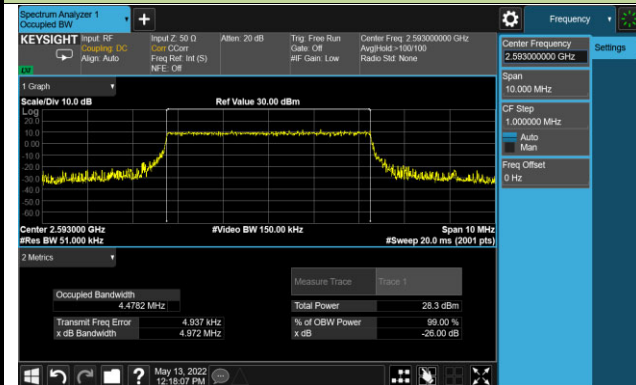 Spectrum Analyzer 1
Occupied BW
Frequency
KEYSIGHT
Input: RF
Coupling: DC
Align: Auto
Input Z: 50 Ω
Corr CCorr
Freq Ref: Int (S)
NFE: Off
Atten: 20 dB
Trig: Free Run
Gate: Off
#IF Gain: Low
Center Freq: 2.593000000 GHz
Avg|Hold:>100/100
Radio Std: None
Center Frequency
2.593000000 GHz
Settings
Span
10.000 MHz
CF Step
1.000000 MHz
Auto
Man
Freq Offset
0 Hz
1 Graph
Scale/Div 10.0 dB
Ref Value 30.00 dBm
Log
20.0
10.0
0.00
-10.0
-20.0
-30.0
-40.0
-50.0
-60.0
Center 2.593000 GHz
#Video BW 150.00 kHz
Span 10 MHz
#Res BW 51.000 kHz
#Sweep 20.0 ms (2001 pts)
2 Metrics
Measure Trace
Trace 1
Occupied Bandwidth
4.4782 MHz
Total Power
28.3 dBm
Transmit Freq Error
4.937 kHz
% of OBW Power
99.00 %
x dB Bandwidth
4.972 MHz
x dB
-26.00 dB
May 13, 2022
12:18:07 PM